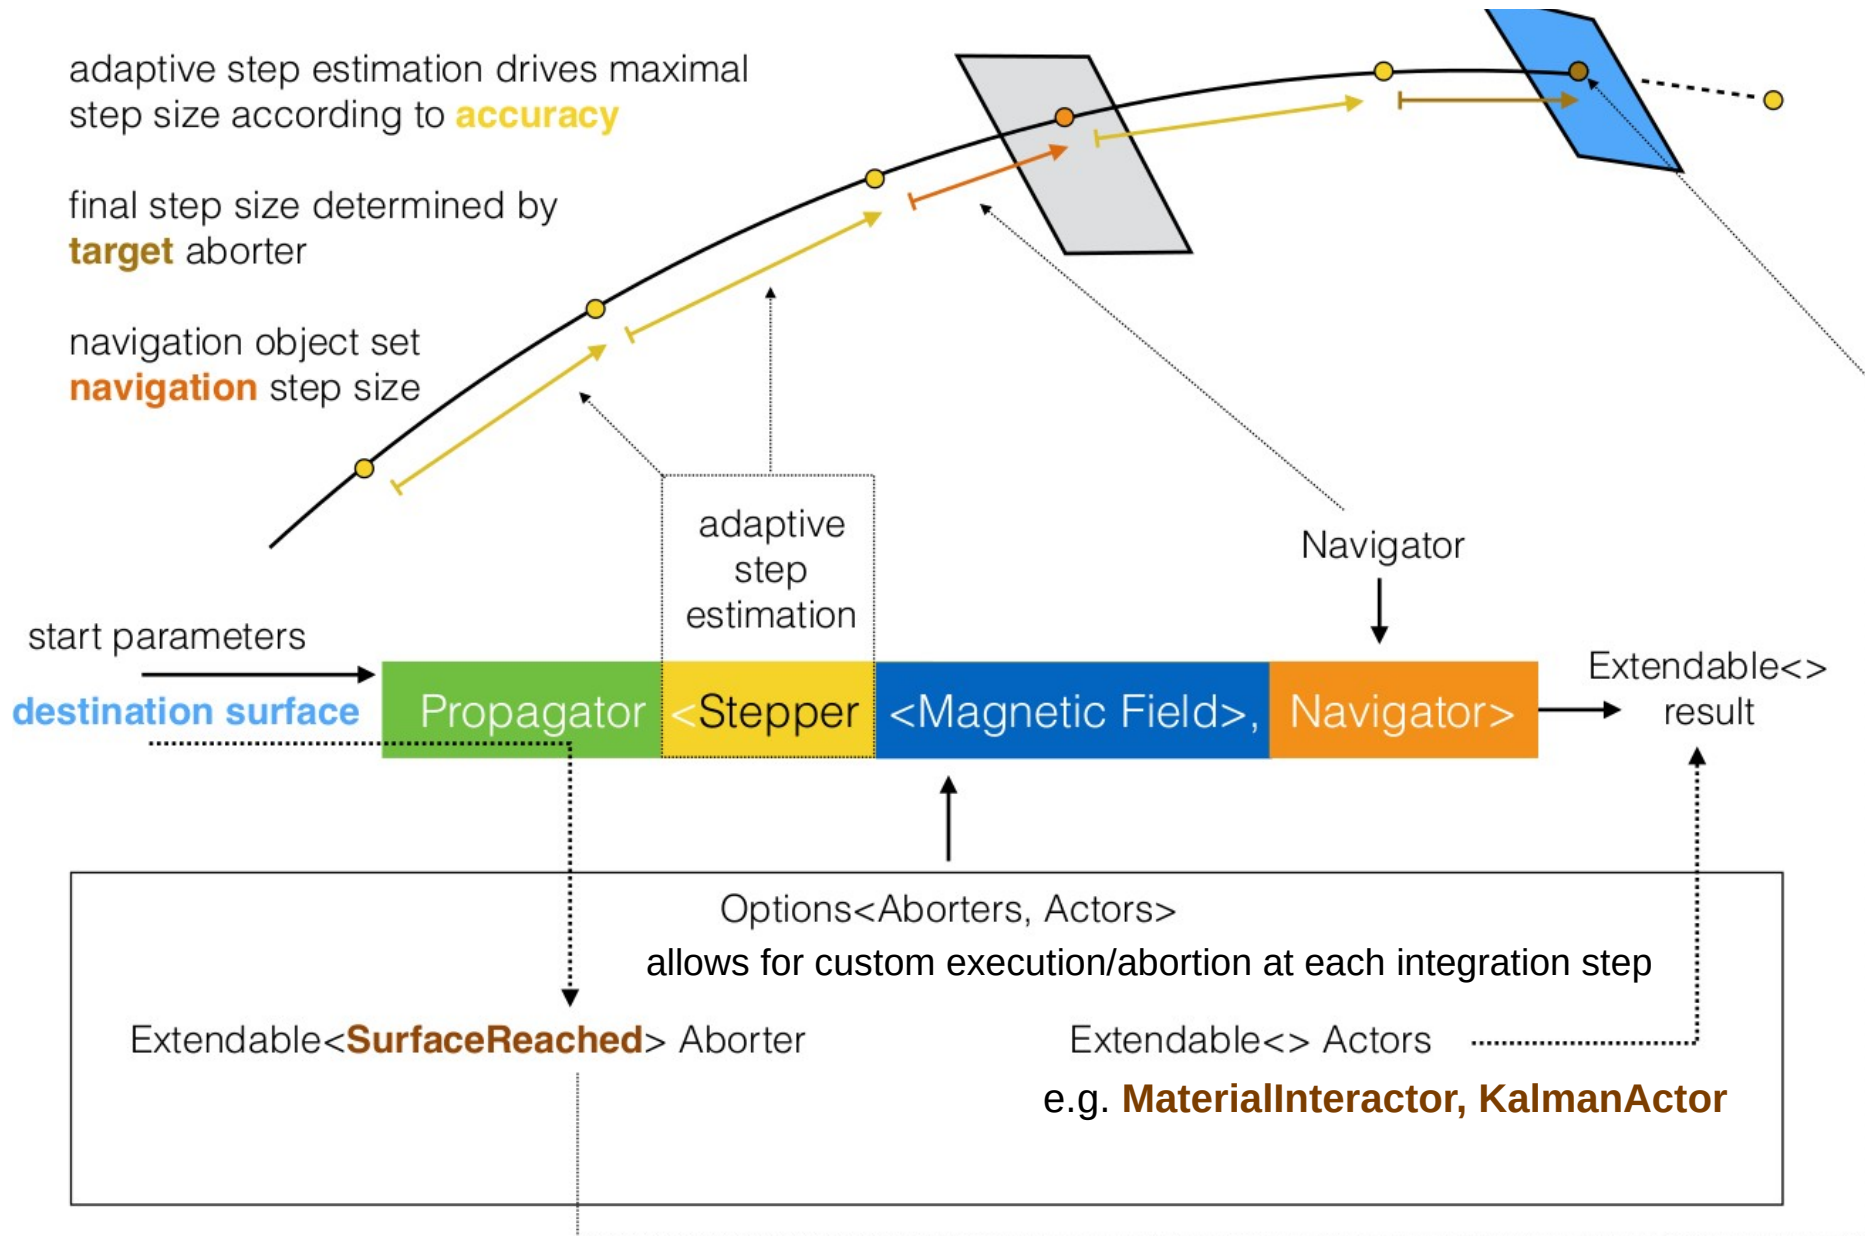 adaptive step estimation drives maximal
step size according to accuracy
final step size determined by
target aborter
navigation object set
navigation step size
adaptive
step
estimation
Navigator
start parameters
destination surface
Propagator <Stepper <Magnetic Field>, Navigator>
Extendable<>
result
Options<Aborters, Actors>
allows for custom execution/abortion at each integration step
Extendable<SurfaceReached> Aborter
Extendable<> Actors
e.g. MaterialInteractor, KalmanActor